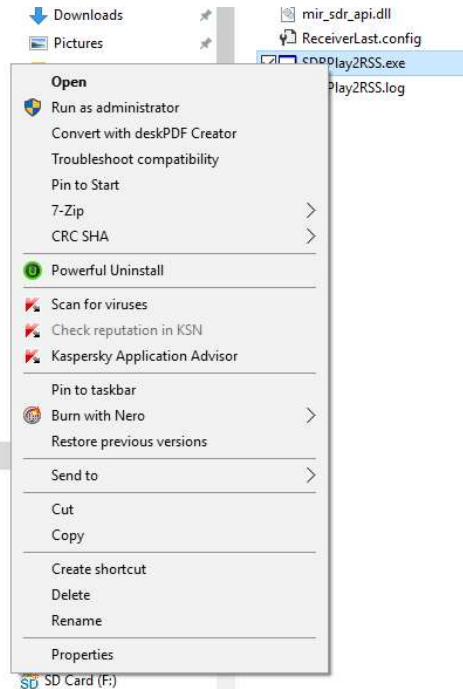 Downloads
Pictures
mir_sdr_api.dll
ReceiverLast.config
SDRPlay2RSS.exe
Play2RSS.log
Open
Run as administrator
Convert with deskPDF Creator
Troubleshoot compatibility
Pin to Start
7-Zip
CRC SHA
Powerful Uninstall
Scan for viruses
Check reputation in KSN
Kaspersky Application Advisor
Pin to taskbar
Burn with Nero
Restore previous versions
Send to
Cut
Copy
Create shortcut
Delete
Rename
Properties
SD Card (F:)